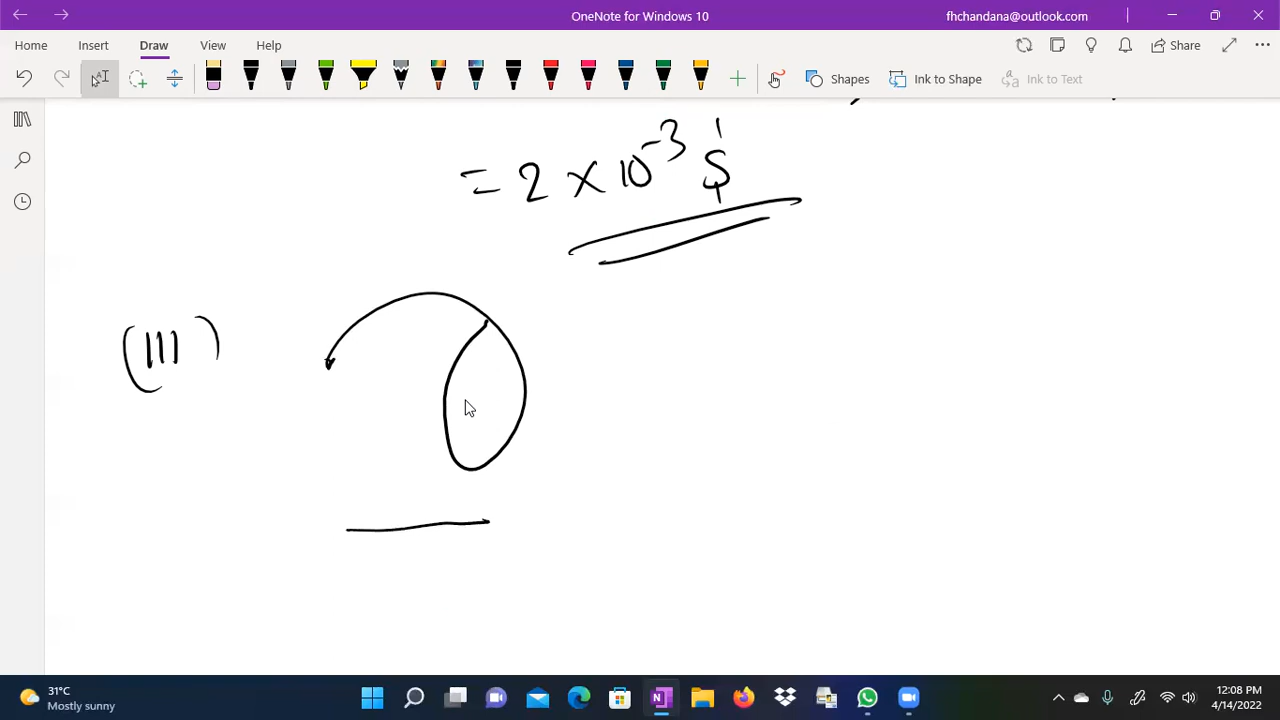 OneNote for Windows 10
fhchandana@outlook.com
Home Insert Draw View Help
Share
Shapes
Ink to Shape
Ink to Text
= 2 × 10⁻³ $
(III)
31°C
Mostly sunny
12:08 PM
4/14/2022